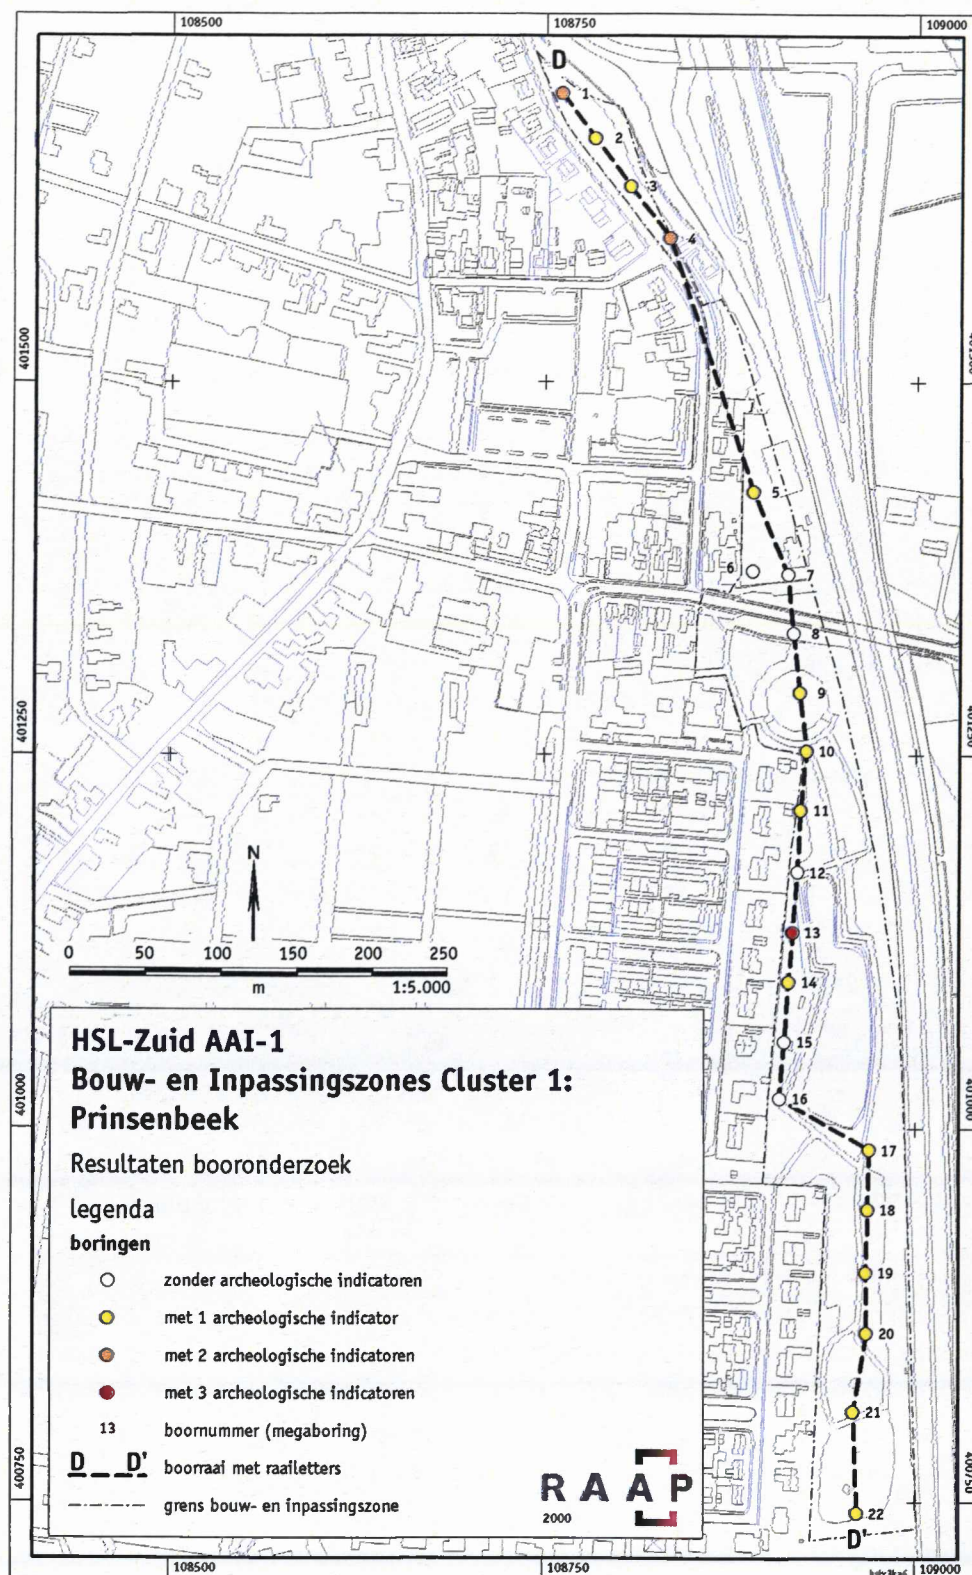 108500
108750
109000
D
1
2
3
4
401500
401500
5
6
7
8
9
401250
401250
10
11
12
N
13
0 50 100 150 200 250
m 1:5.000
14
15
16
401000
401000
HSL-Zuid AAI-1
Bouw- en Inpassingszones Cluster 1:
Prinsenbeek
Resultaten booronderzoek
legenda
boringen
zonder archeologische indicatoren
met 1 archeologische indicator
met 2 archeologische indicatoren
met 3 archeologische indicatoren
13 boornummer (megaboring)
D D' boorraai met raailetters
grens bouw- en inpassingszone
RAAP
2000
17
18
19
20
21
400750
400750
22
D'
108500
108750
109000